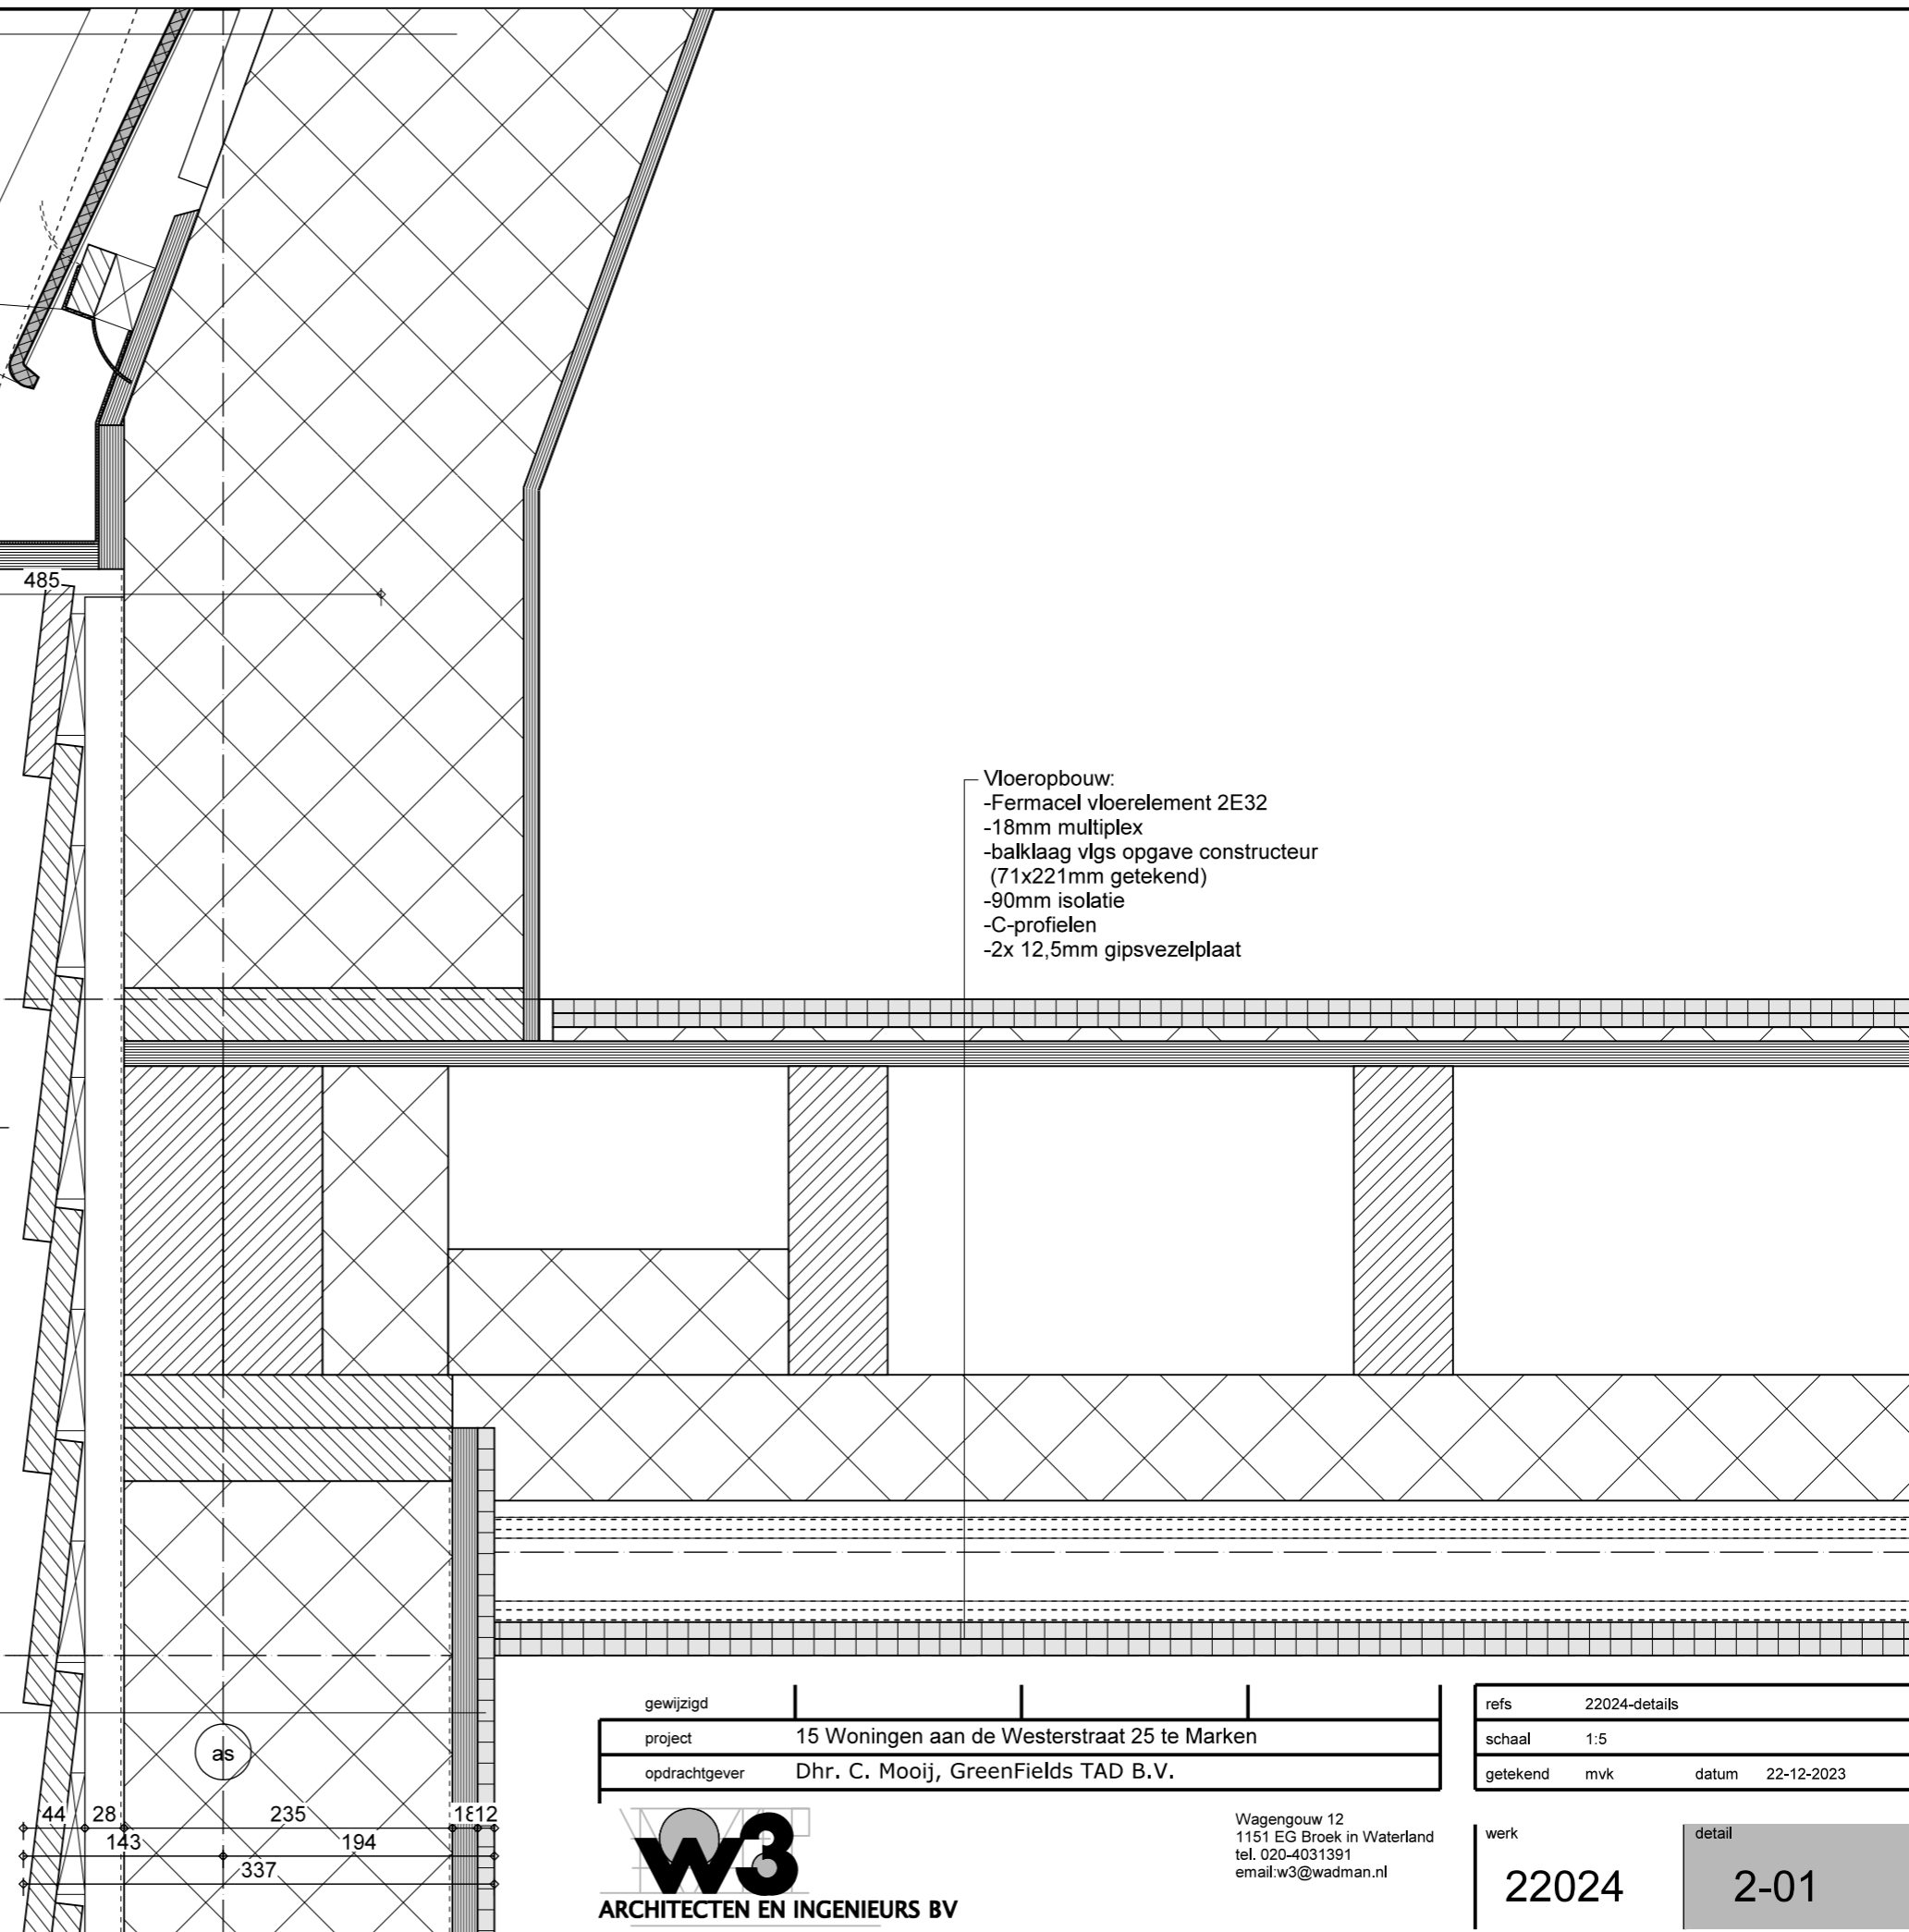 485
Vloeropbouw:
-Fermacel vloerelement 2E32
-18mm multiplex
-balklaag vlgs opgave constructeur
(71x221mm getekend)
-90mm isolatie
-C-profielen
-2x 12,5mm gipsvezelplaat
as
44 28 235 18 12
143 194
337
gewijzigd
project 15 Woningen aan de Westerstraat 25 te Marken
opdrachtgever Dhr. C. Mooij, GreenFields TAD B.V.
refs 22024-details
schaal 1:5
getekend mvk datum 22-12-2023
w3
ARCHITECTEN EN INGENIEURS BV
Wagengouw 12
1151 EG Broek in Waterland
tel. 020-4031391
email:w3@wadman.nl
werk
22024
detail
2-01